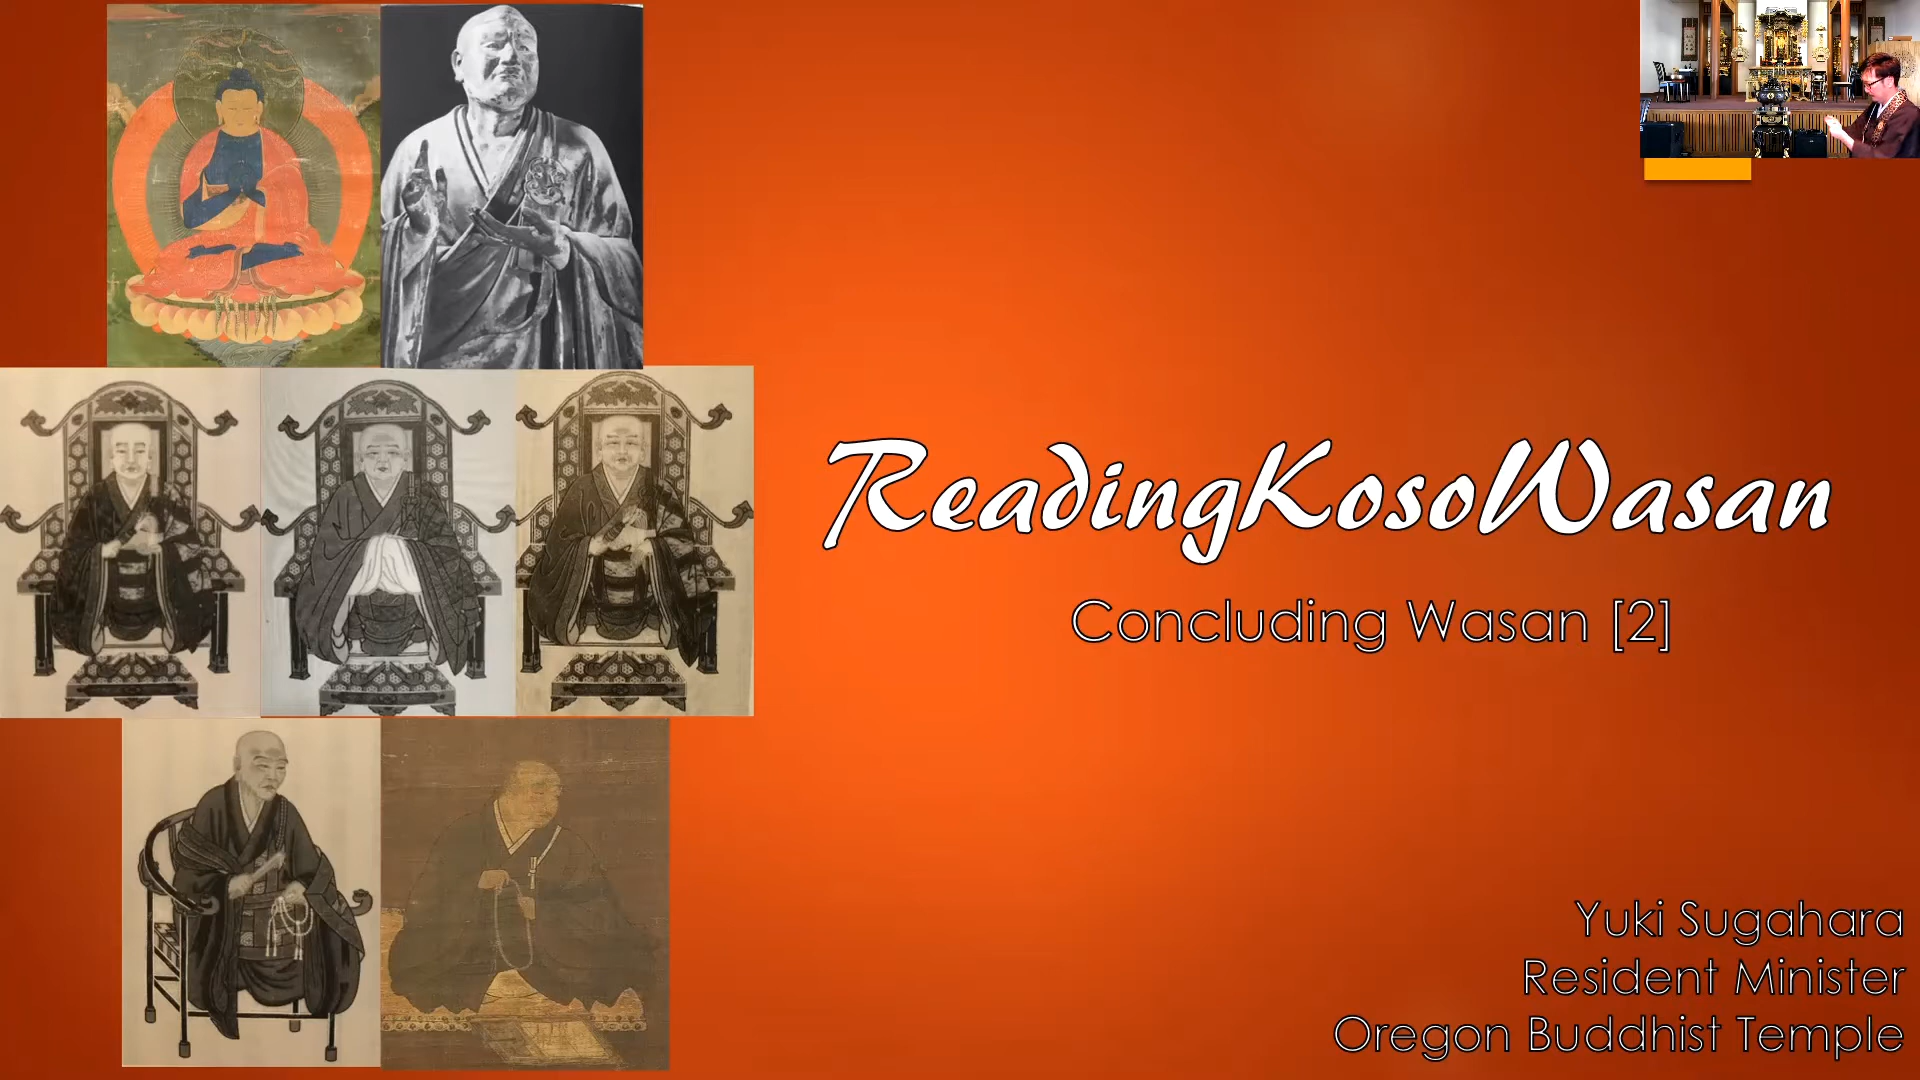 ReadingKosoWasan
Concluding Wasan [2]
Yuki Sugahara
Resident Minister
Oregon Buddhist Temple